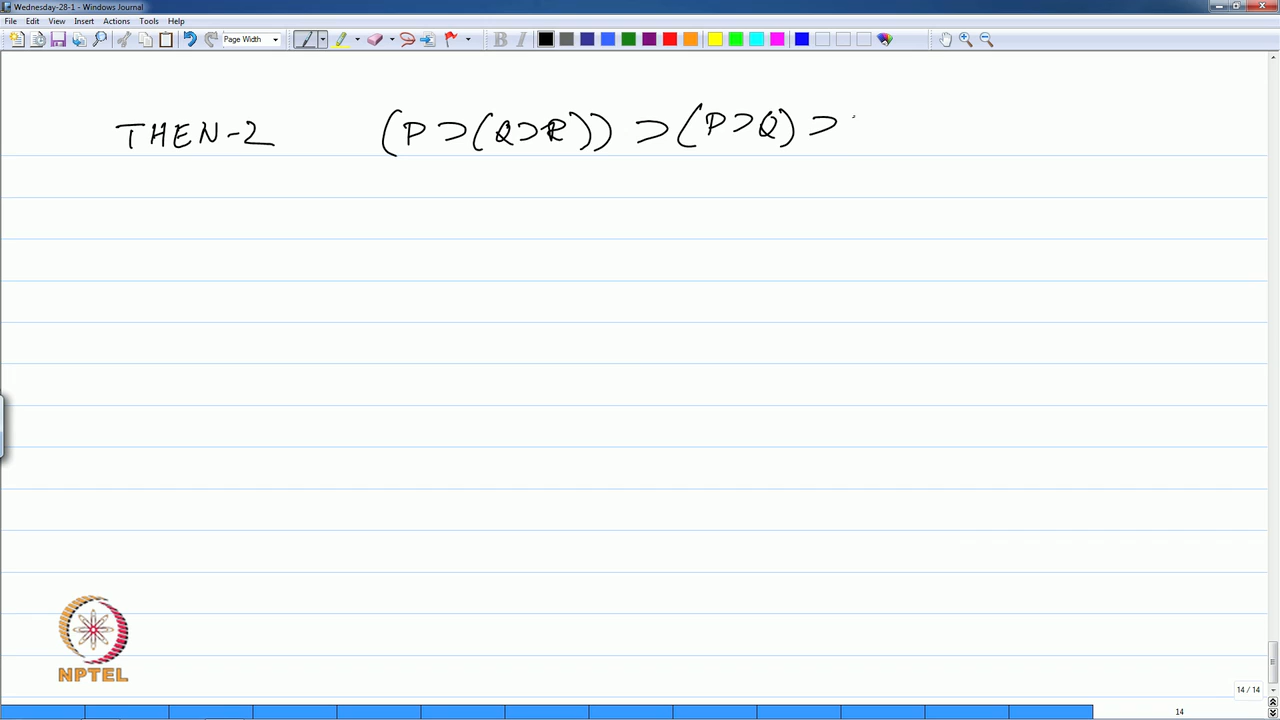 Wednesday-28-1 - Windows Journal
File Edit View Insert Actions Tools Help
Page Width
THEN-2 (P⊃(Q⊃R)) ⊃ (P⊃Q) ⊃
NPTEL
14 / 14
14